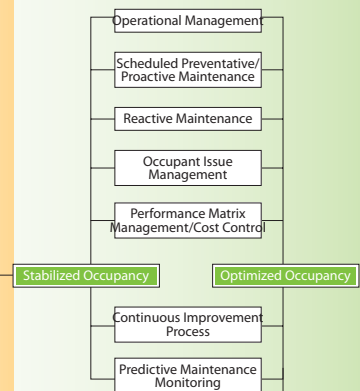 Operational Management
Scheduled Preventative/
Proactive Maintenance
Reactive Maintenance
Occupant Issue
Management
Performance Matrix
Management/Cost Control
Stabilized Occupancy
Optimized Occupancy
Continuous Improvement
Process
Predictive Maintenance
Monitoring